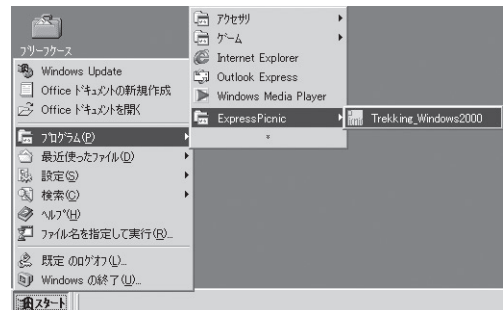 ブリーフケース
Windows Update
Office ドキュメントの新規作成
Office ドキュメントを開く
プログラム(P)
最近使ったファイル(D)
設定(S)
検索(C)
ヘルプ(H)
ファイル名を指定して実行(R)...
既定 のログオフ(L)...
Windows の終了(U)...
スタート
アクセサリ
ゲーム
Internet Explorer
Outlook Express
Windows Media Player
ExpressPicnic
Trekking_Windows2000